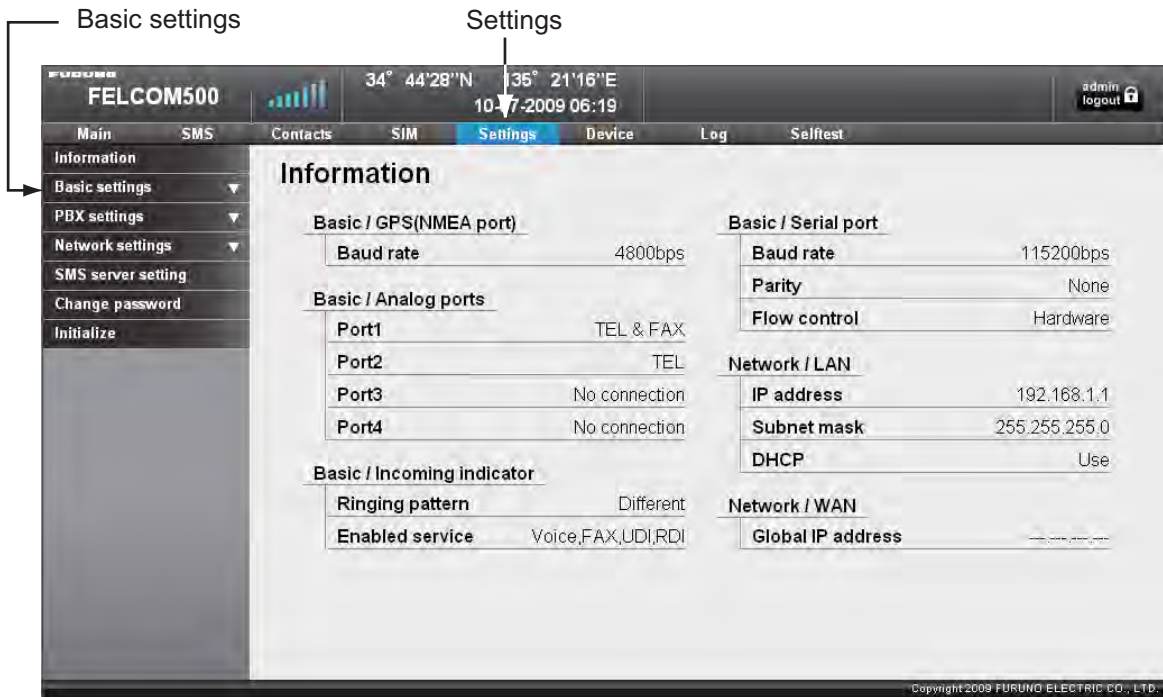 Basic settings
Settings
FURUNO
FELCOM500
34° 44'28"N 135° 21'16"E
06:19
admin
logout
Main SMS Contacts SIM Settings Device Log Selftest
Information
Basic settings
PBX settings
Network settings
SMS server setting
Change password
Initialize
Information
Basic / GPS(NMEA port)
Baud rate 4800bps
Basic / Analog ports
Port1 TEL & FAX
Port2 TEL
Port3 No connection
Port4 No connection
Basic / Incoming indicator
Ringing pattern Different
Enabled service Voice,FAX,UDI,RDI
Basic / Serial port
Baud rate 115200bps
Parity None
Flow control Hardware
Network / LAN
IP address 192.168.1.1
Subnet mask 255.255.255.0
DHCP Use
Network / WAN
Global IP address ---.---.---.---
Copyright 2009 FURUNO ELECTRIC CO., LTD.